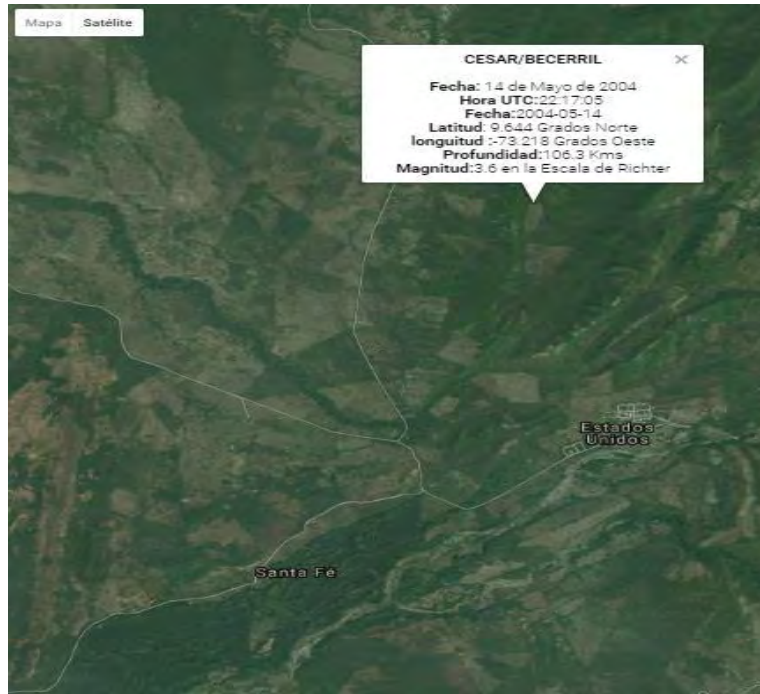 Mapa Satélite
CESAR/BECERRIL ×
Fecha: 14 de Mayo de 2004
Hora UTC:22:17:05
Fecha:2004-05-14
Latitud: 9.644 Grados Norte
longuitud :-73.218 Grados Oeste
Profundidad:106.3 Kms
Magnitud:3.6 en la Escala de Richter
Estados
Unidos
Santa Fé